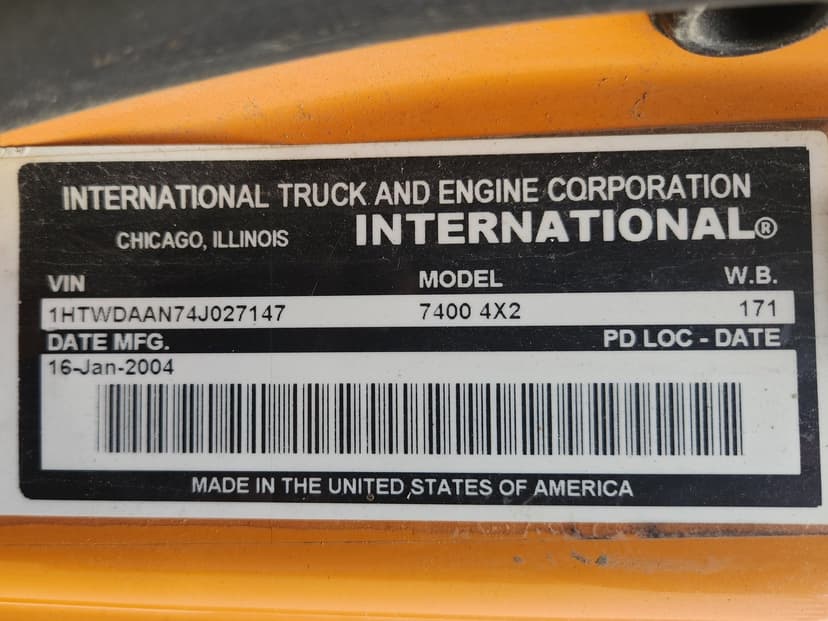 INTERNATIONAL TRUCK AND ENGINE CORPORATION
CHICAGO, ILLINOIS INTERNATIONAL®
VIN MODEL W.B.
1HTWDAAN74J027147 7400 4X2 171
DATE MFG. PD LOC - DATE
16-Jan-2004
MADE IN THE UNITED STATES OF AMERICA